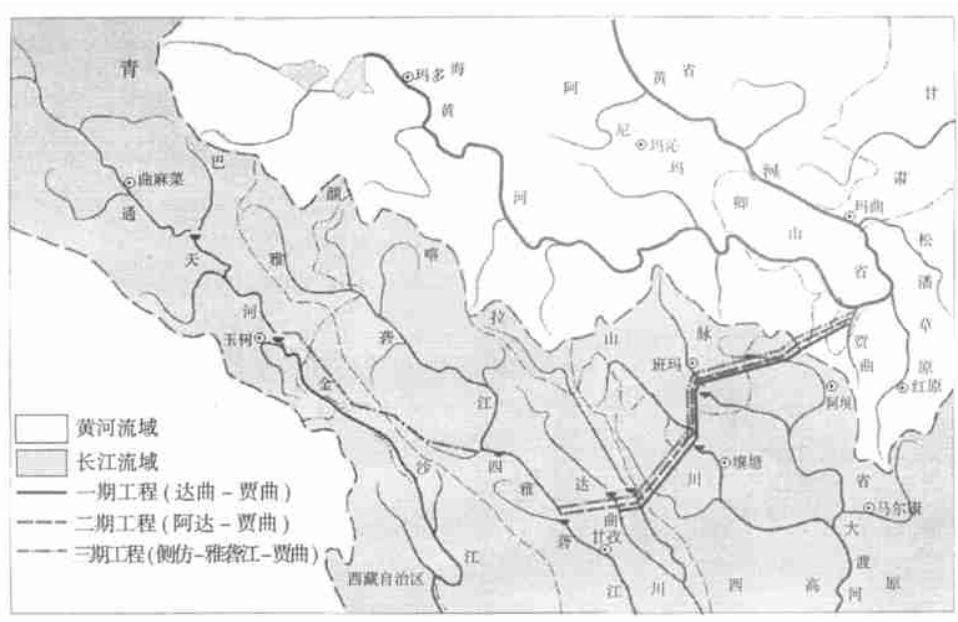 青
海
省
甘
肃
省
玛多
黄
河
阿
尼
玛
卿
山
黄
河
玛沁
玛曲
松
潘
草
原
曲麻莱
通
天
河
巴
颜
喀
拉
山
脉
雅
砻
江
玉树
金
沙
江
班玛
贾
曲
阿坝
红原
壤塘
马尔康
四
川
省
雅
砻
江
达
曲
甘孜
大
渡
河
川
西
高
原
西藏自治区
黄河流域
长江流域
一期工程(达曲-贾曲)
二期工程(阿达-贾曲)
三期工程(侧仿-雅砻江-贾曲)